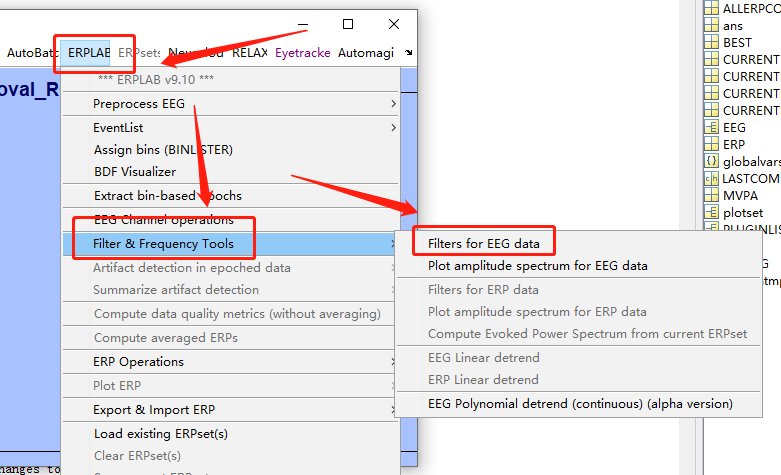 AutoBatc ERPLAB ERPsets RELAX Eyetracke Automagi
oval_R
*** ERPLAB v9.10 ***
Preprocess EEG
EventList
Assign bins (BINLISTER)
BDF Visualizer
Extract bin-based epochs
EEG Channel operations
Filter & Frequency Tools
Artifact detection in epoched data
Summarize artifact detection
Compute data quality metrics (without averaging)
Compute averaged ERPs
ERP Operations
Plot ERP
Export & Import ERP
Load existing ERPset(s)
Clear ERPset(s)
Filters for EEG data
Plot amplitude spectrum for EEG data
Filters for ERP data
Plot amplitude spectrum for ERP data
Compute Evoked Power Spectrum from current ERPset
EEG Linear detrend
ERP Linear detrend
EEG Polynomial detrend (continuous) (alpha version)
ALLERPCO
ans
BEST
CURRENT
CURRENT
CURRENT
CURRENT
EEG
ERP
globalvars
LASTCOM
MVPA
plotset
PLUGINLIS
G
tmp
hanges to